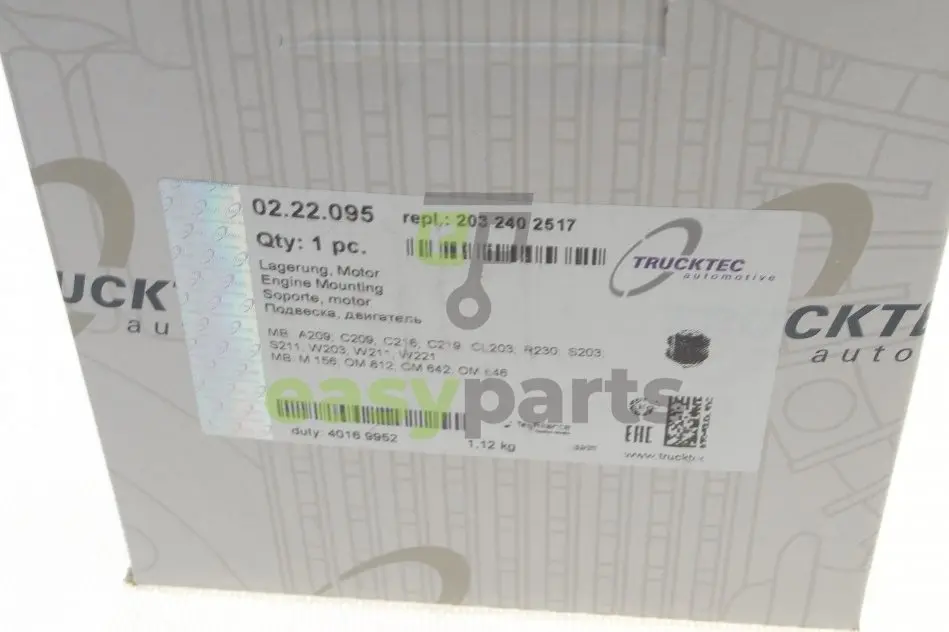 02.22.095 repl.: 203 240 2517
Qty: 1 pc.
TRUCKTEC
automotive
Lagerung, Motor
Engine Mounting
Soporte, motor
Подвеска, двигатель
MB: A209, C209, C216, C219, CL203, R230, S203,
S211, W203, W211, W221
MB: M 156, OM 612, OM 642, OM 646
easyparts
duty 4016 9952
1,12 kg
EAC
www.truckt
UCK
au
CKT
auto